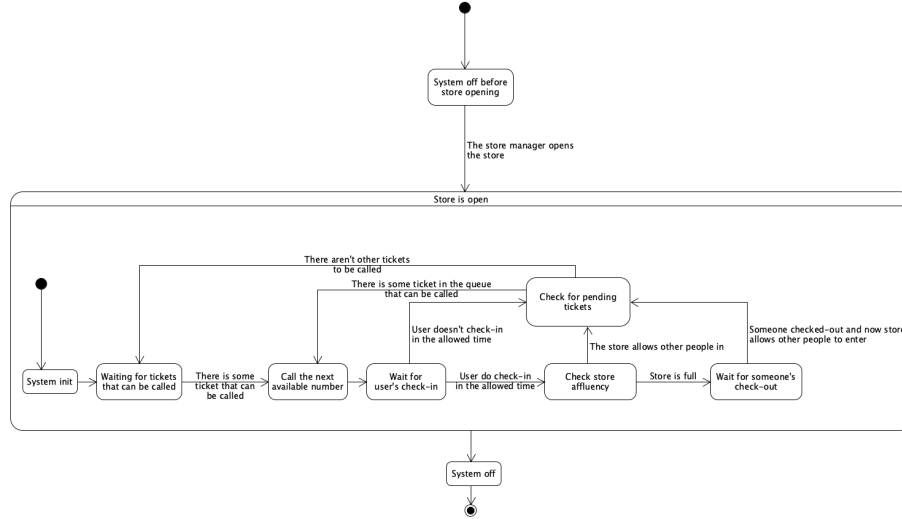 System off before
store opening
The store manager opens
the store
Store is open
There aren't other tickets
to be called
There is some ticket in the queue
that can be called
Check for pending
tickets
User doesn't check-in
in the allowed time
Someone checked-out and now store
allows other people to enter
The store allows other people in
System init
Waiting for tickets
that can be called
There is some
ticket that can
be called
Call the next
available number
Wait for
user's check-in
User do check-in
in the allowed time
Check store
affluency
Store is full
Wait for someone's
check-out
System off